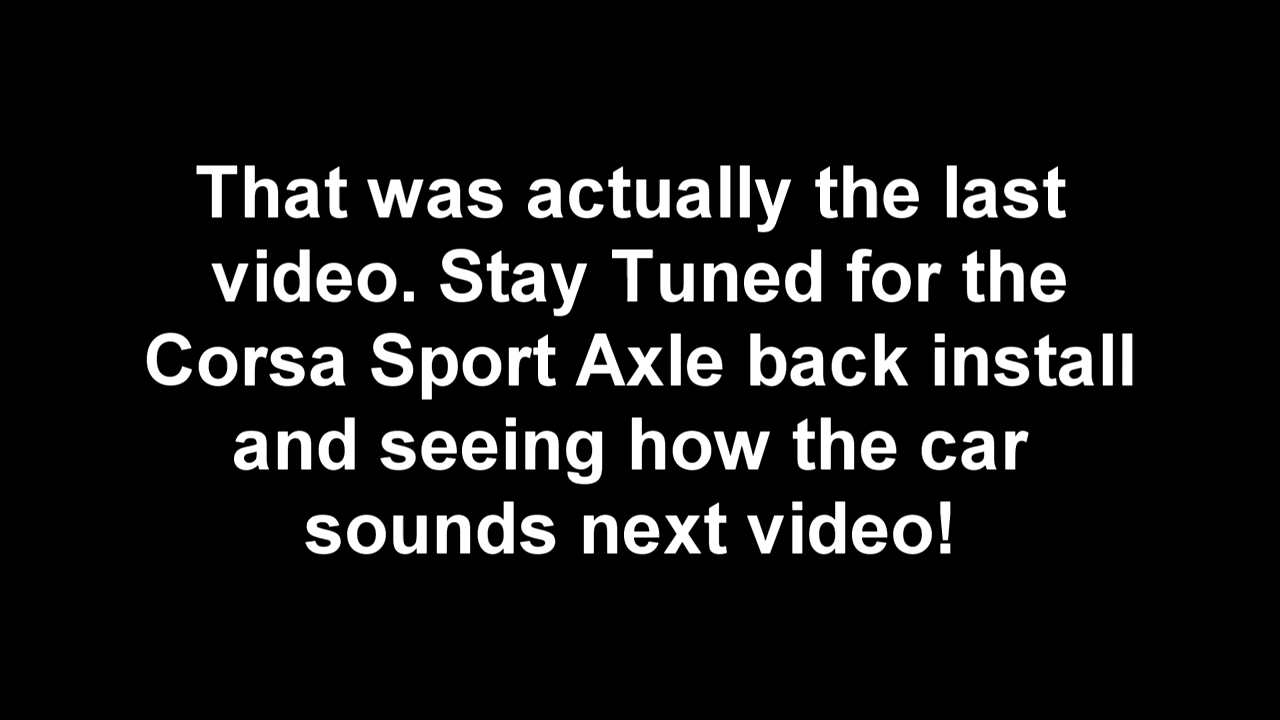 That was actually the last
video. Stay Tuned for the
Corsa Sport Axle back install
and seeing how the car
sounds next video!